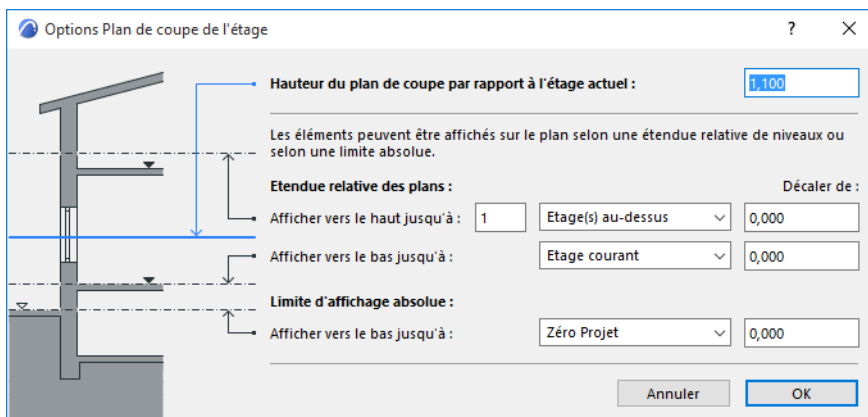 Options Plan de coupe de l'étage
?
Hauteur du plan de coupe par rapport à l'étage actuel :
1,100
Les éléments peuvent être affichés sur le plan selon une étendue relative de niveaux ou
selon une limite absolue.
Etendue relative des plans :
Décaler de :
Afficher vers le haut jusqu'à :
1
Etage(s) au-dessus
0,000
Afficher vers le bas jusqu'à :
Etage courant
0,000
Limite d'affichage absolue :
Afficher vers le bas jusqu'à :
Zéro Projet
0,000
Annuler
OK